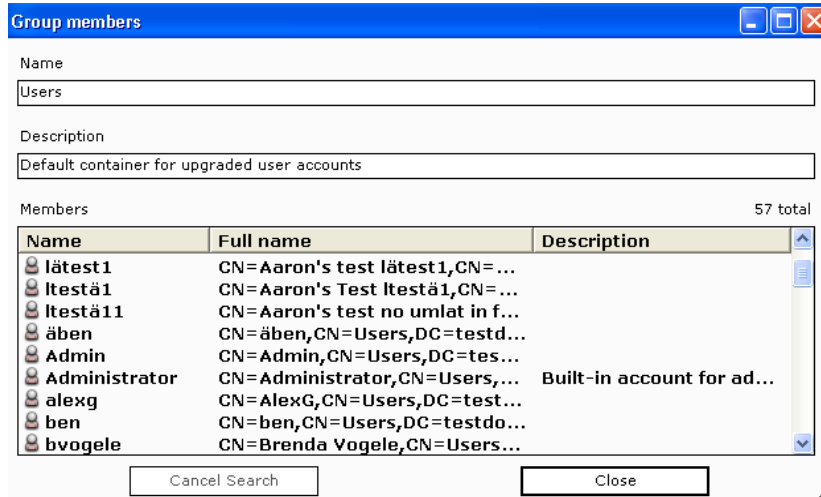 Group members
Name
Users
Description
Default container for upgraded user accounts
Members 57 total
Name Full name Description
lätest1 CN=Aaron's test lätest1,CN=...
ltestä1 CN=Aaron's Test ltestä1,CN=...
ltestä11 CN=Aaron's test no umlat in f...
äben CN=äben,CN=Users,DC=testd...
Admin CN=Admin,CN=Users,DC=tes...
Administrator CN=Administrator,CN=Users,... Built-in account for ad...
alexg CN=AlexG,CN=Users,DC=test...
ben CN=ben,CN=Users,DC=testdo...
bvogele CN=Brenda Vogele,CN=Users...
Cancel Search Close